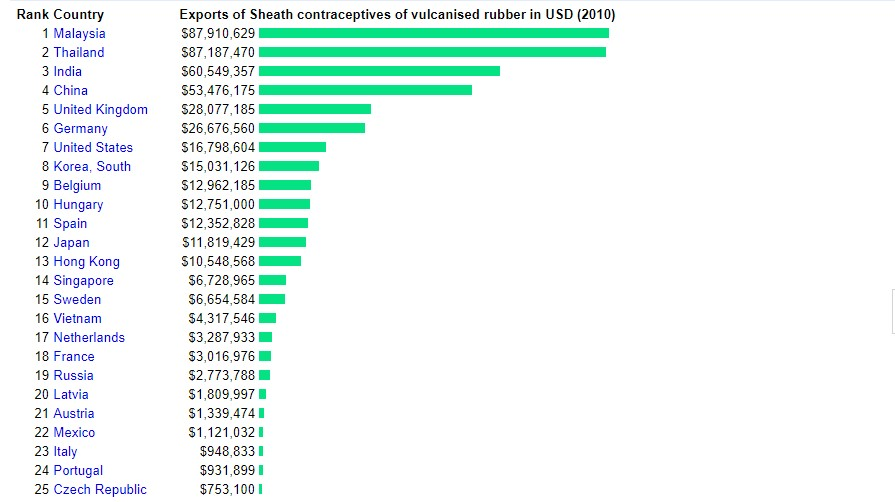 Rank Country Exports of Sheath contraceptives of vulcanised rubber in USD (2010)
1 Malaysia $87,910,629
2 Thailand $87,187,470
3 India $60,549,357
4 China $53,476,175
5 United Kingdom $28,077,185
6 Germany $26,676,560
7 United States $16,798,604
8 Korea, South $15,031,126
9 Belgium $12,962,185
10 Hungary $12,751,000
11 Spain $12,352,828
12 Japan $11,819,429
13 Hong Kong $10,548,568
14 Singapore $6,728,965
15 Sweden $6,654,584
16 Vietnam $4,317,546
17 Netherlands $3,287,933
18 France $3,016,976
19 Russia $2,773,788
20 Latvia $1,809,997
21 Austria $1,339,474
22 Mexico $1,121,032
23 Italy $948,833
24 Portugal $931,899
25 Czech Republic $753,100